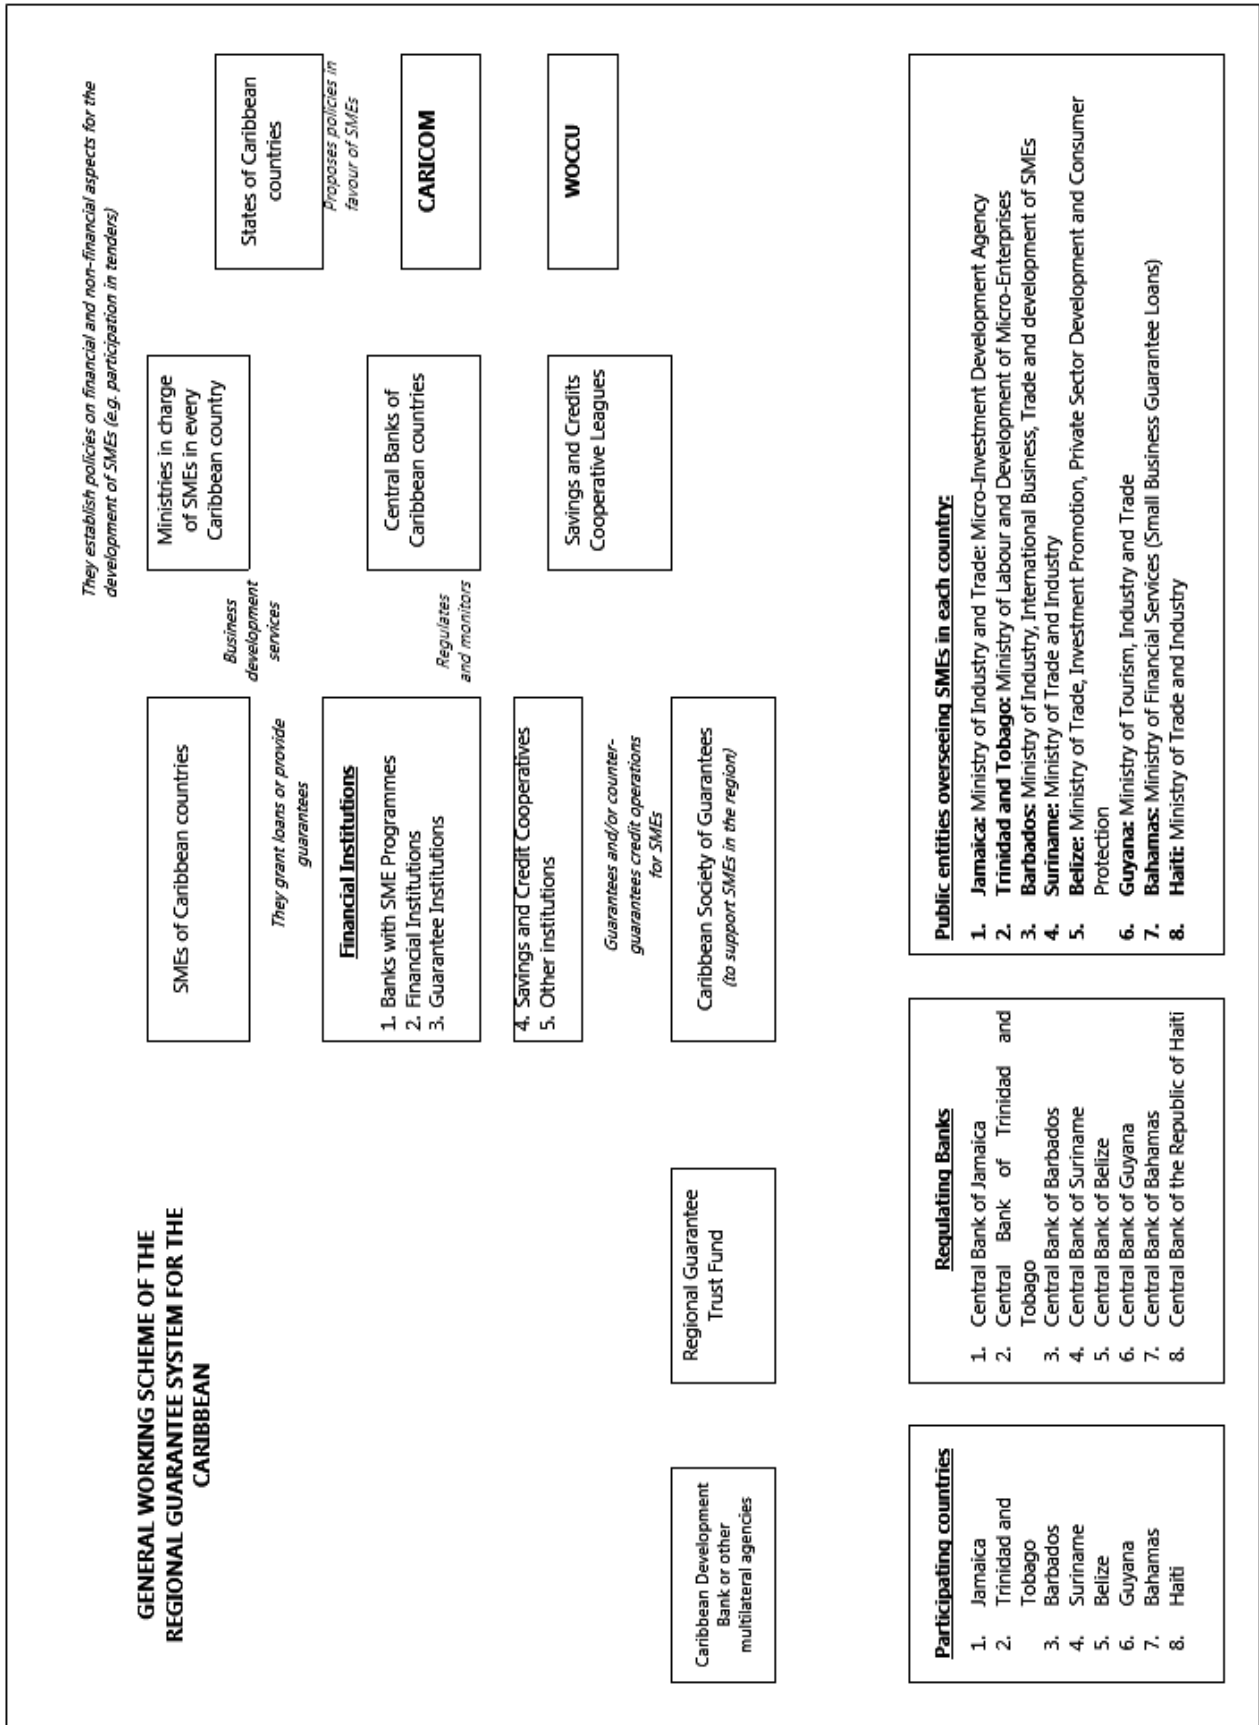 GENERAL WORKING SCHEME OF THE
REGIONAL GUARANTEE SYSTEM FOR THE
CARIBBEAN
They establish policies on financial and non-financial aspects for the
development of SMEs (e.g. participation in tenders)
SMEs of Caribbean countries
Business
development
services
Ministries in charge
of SMEs in every
Caribbean country
States of Caribbean
countries
They grant loans or provide
guarantees
Proposes policies in
favour of SMEs
Financial Institutions
1. Banks with SME Programmes
2. Financial Institutions
3. Guarantee Institutions
Regulates
and monitors
Central Banks of
Caribbean countries
CARICOM
4. Savings and Credit Cooperatives
5. Other institutions
Savings and Credits
Cooperative Leagues
WOCCU
Guarantees and/or counter-
guarantees credit operations
for SMEs
Caribbean Development
Bank or other
multilateral agencies
Regional Guarantee
Trust Fund
Caribbean Society of Guarantees
(to support SMEs in the region)
Participating countries
1. Jamaica
2. Trinidad and
Tobago
3. Barbados
4. Suriname
5. Belize
6. Guyana
7. Bahamas
8. Haiti
Regulating Banks
1. Central Bank of Jamaica
2. Central Bank of Trinidad and
Tobago
3. Central Bank of Barbados
4. Central Bank of Suriname
5. Central Bank of Belize
6. Central Bank of Guyana
7. Central Bank of Bahamas
8. Central Bank of the Republic of Haiti
Public entities overseeing SMEs in each country:
1. Jamaica: Ministry of Industry and Trade: Micro-Investment Development Agency
2. Trinidad and Tobago: Ministry of Labour and Development of Micro-Enterprises
3. Barbados: Ministry of Industry, International Business, Trade and development of SMEs
4. Suriname: Ministry of Trade and Industry
5. Belize: Ministry of Trade, Investment Promotion, Private Sector Development and Consumer
Protection
6. Guyana: Ministry of Tourism, Industry and Trade
7. Bahamas: Ministry of Financial Services (Small Business Guarantee Loans)
8. Haiti: Ministry of Trade and Industry